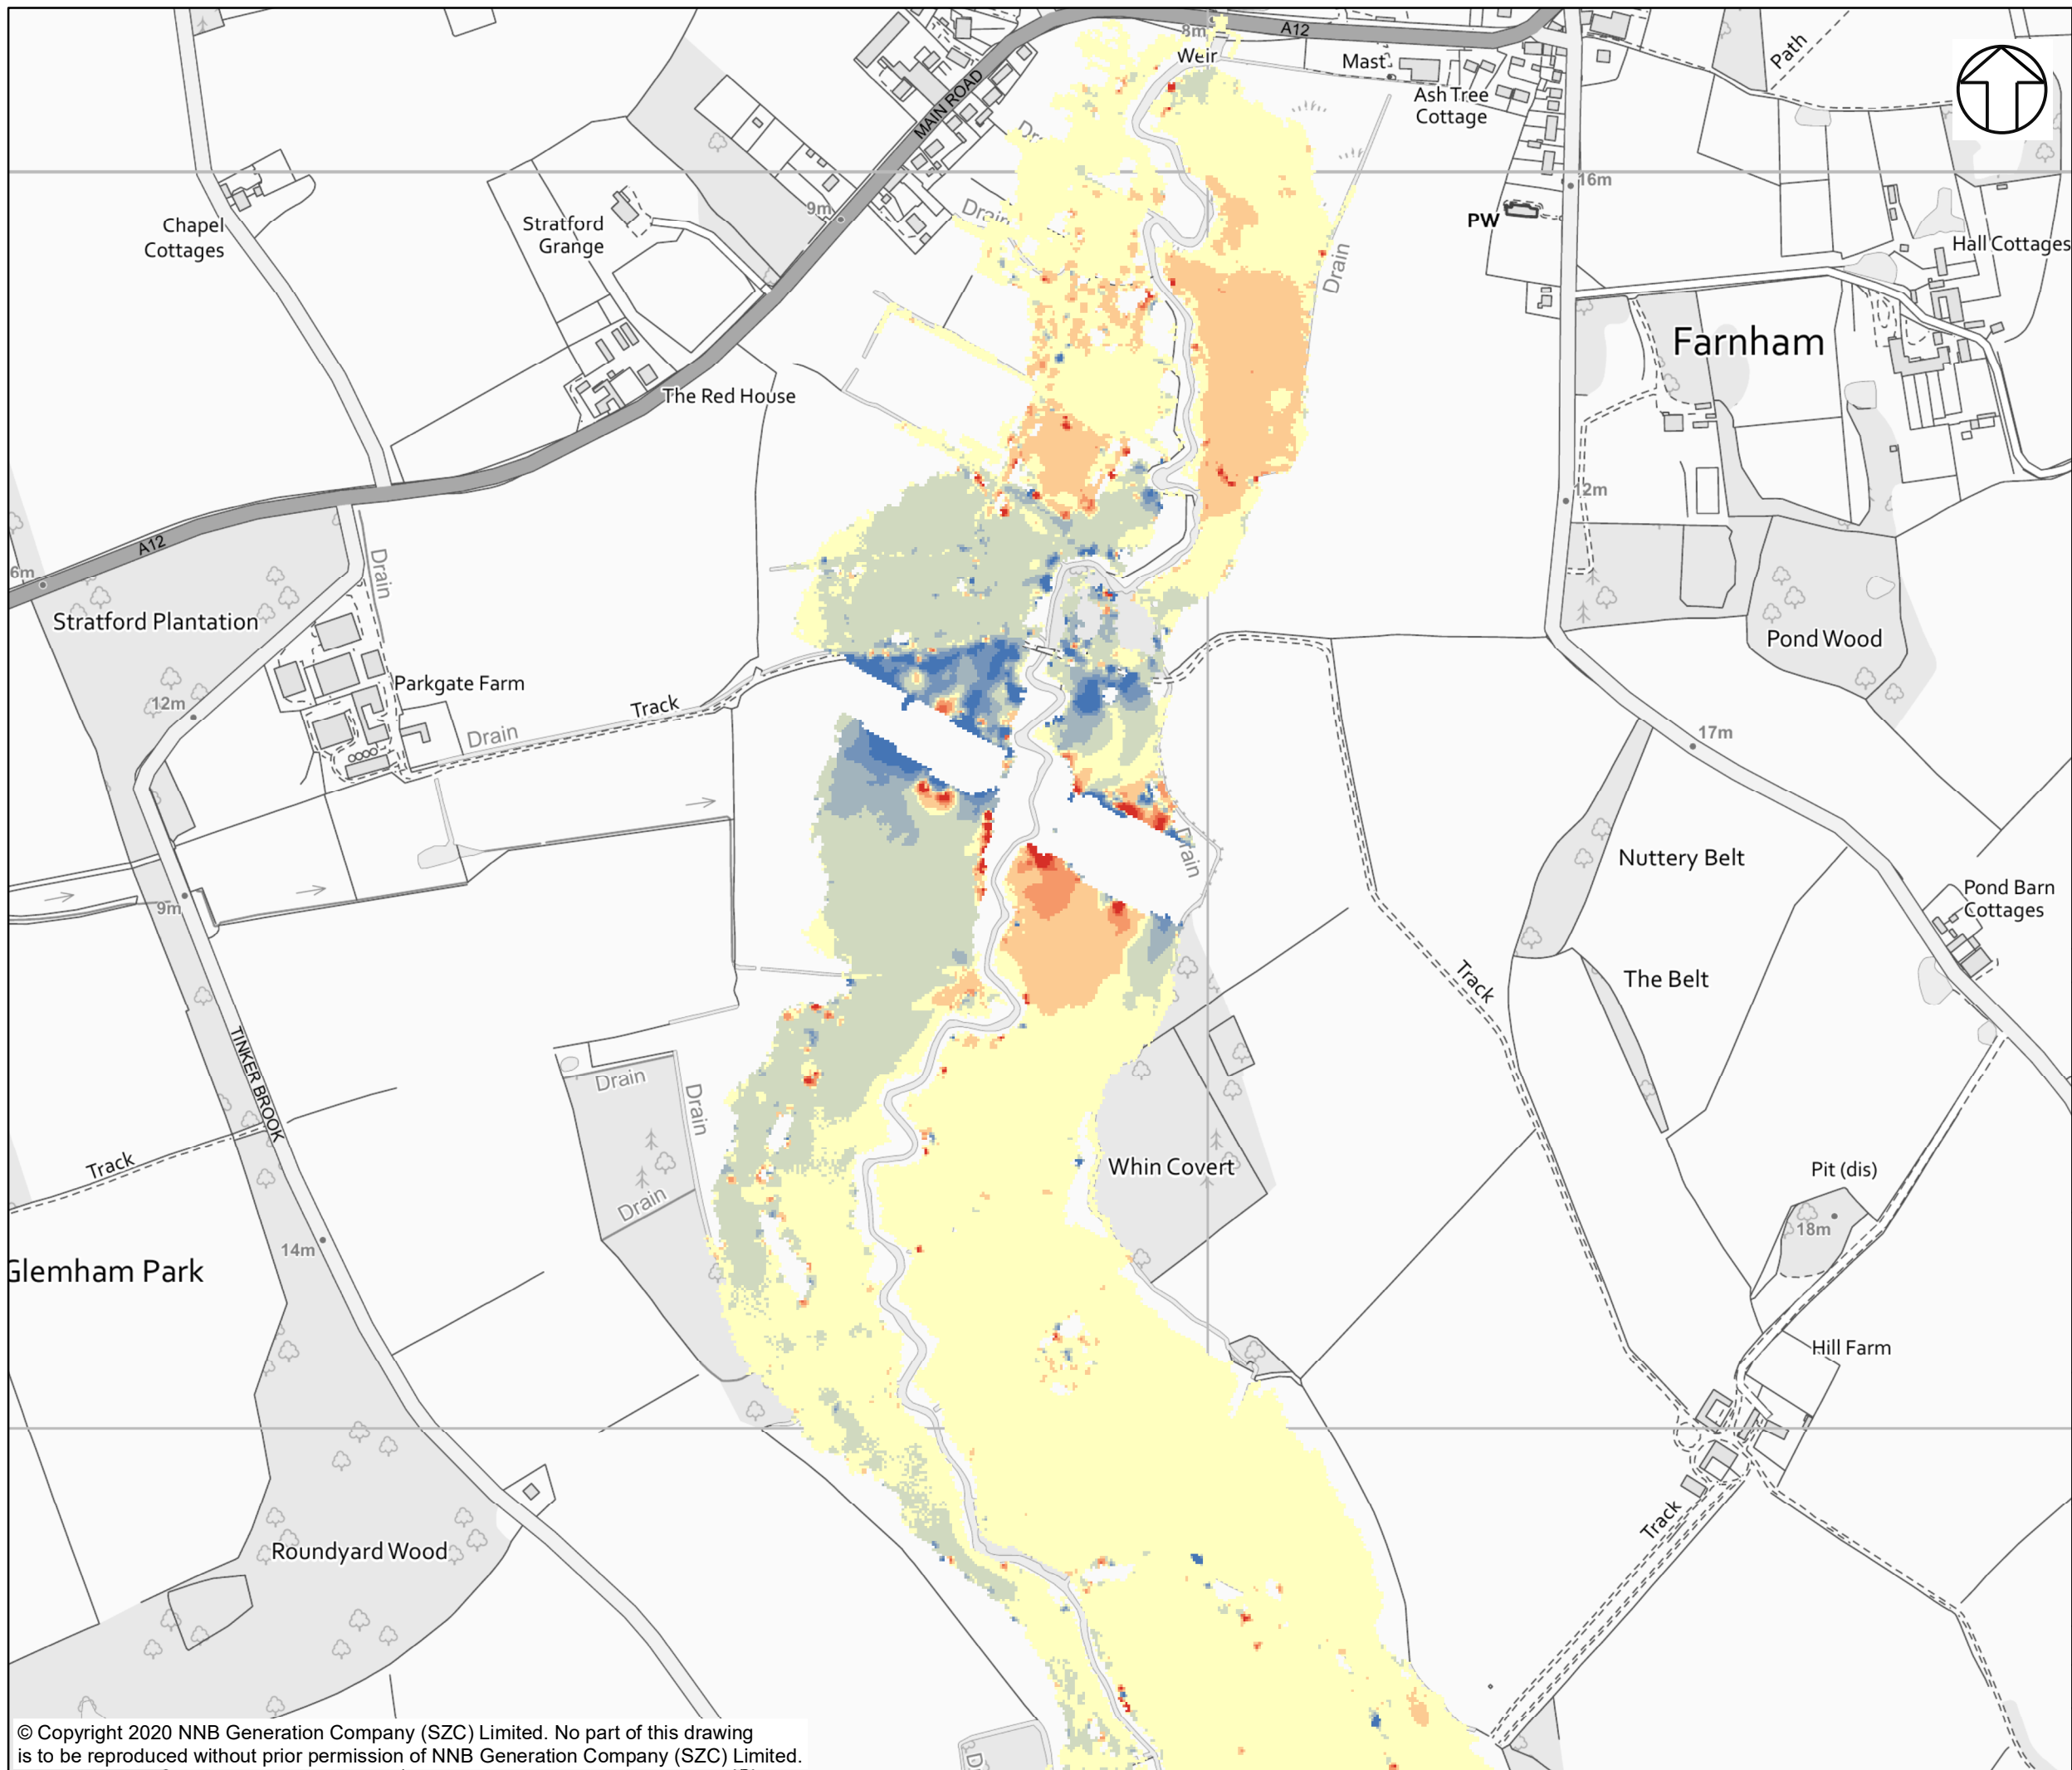 A12
8m
Weir
Mast
Path
MAIN ROAD
Ash Tree
Cottage
16m
9m
Chapel
Cottages
Stratford
Grange
Drain
PW
Hall Cottages
Drain
Farnham
The Red House
12m
A12
Drain
6m
Stratford Plantation
Pond Wood
Parkgate Farm
12m
Track
Drain
17m
Drain
Nuttery Belt
9m
Pond Barn
Cottages
The Belt
Track
TINKER BROOK
Drain
Drain
Track
Whin Covert
Pit (dis)
Drain
18m
14m
Glemham Park
Hill Farm
Track
Roundyard Wood
© Copyright 2020 NNB Generation Company (SZC) Limited. No part of this drawing
is to be reproduced without prior permission of NNB Generation Company (SZC) Limited.